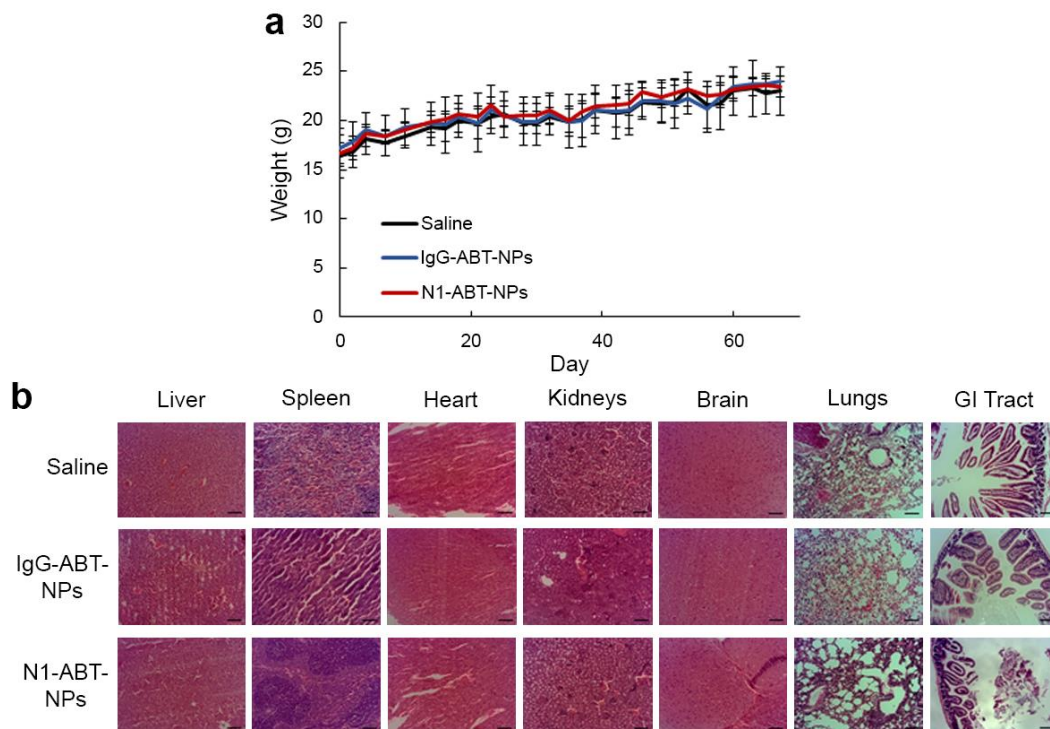 a
30
25
20
15
10
5
0
Weight (g)
Saline
IgG-ABT-NPs
N1-ABT-NPs
0 20 40 60
Day
b
Liver Spleen Heart Kidneys Brain Lungs GI Tract
Saline
IgG-ABT-
NPs
N1-ABT-
NPs